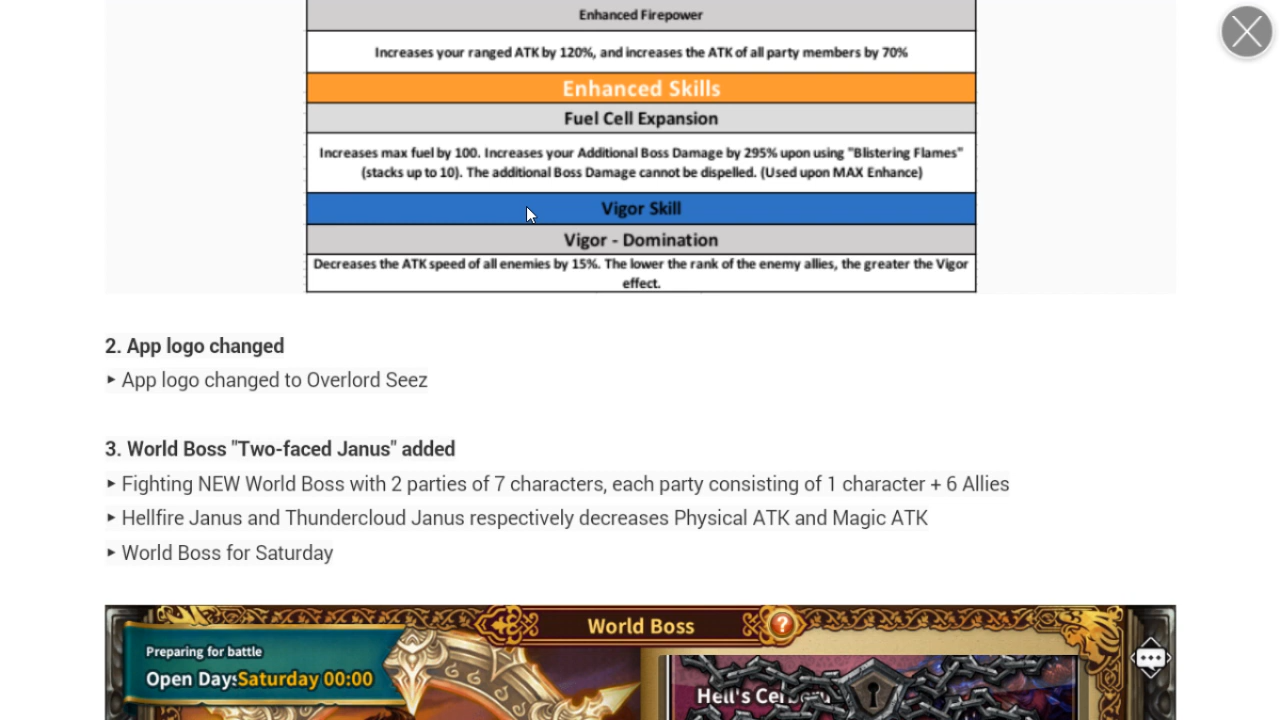 Enhanced Firepower
Increases your ranged ATK by 120%, and increases the ATK of all party members by 70%
Enhanced Skills
Fuel Cell Expansion
Increases max fuel by 100. Increases your Additional Boss Damage by 295% upon using "Blistering Flames"
(stacks up to 10). The additional Boss Damage cannot be dispelled. (Used upon MAX Enhance)
Vigor Skill
Vigor - Domination
Decreases the ATK speed of all enemies by 15%. The lower the rank of the enemy allies, the greater the Vigor
effect.
2. App logo changed
‣ App logo changed to Overlord Seez
3. World Boss "Two-faced Janus" added
‣ Fighting NEW World Boss with 2 parties of 7 characters, each party consisting of 1 character + 6 Allies
‣ Hellfire Janus and Thundercloud Janus respectively decreases Physical ATK and Magic ATK
‣ World Boss for Saturday
World Boss ?
Preparing for battle
Open Day:Saturday 00:00
Hell's